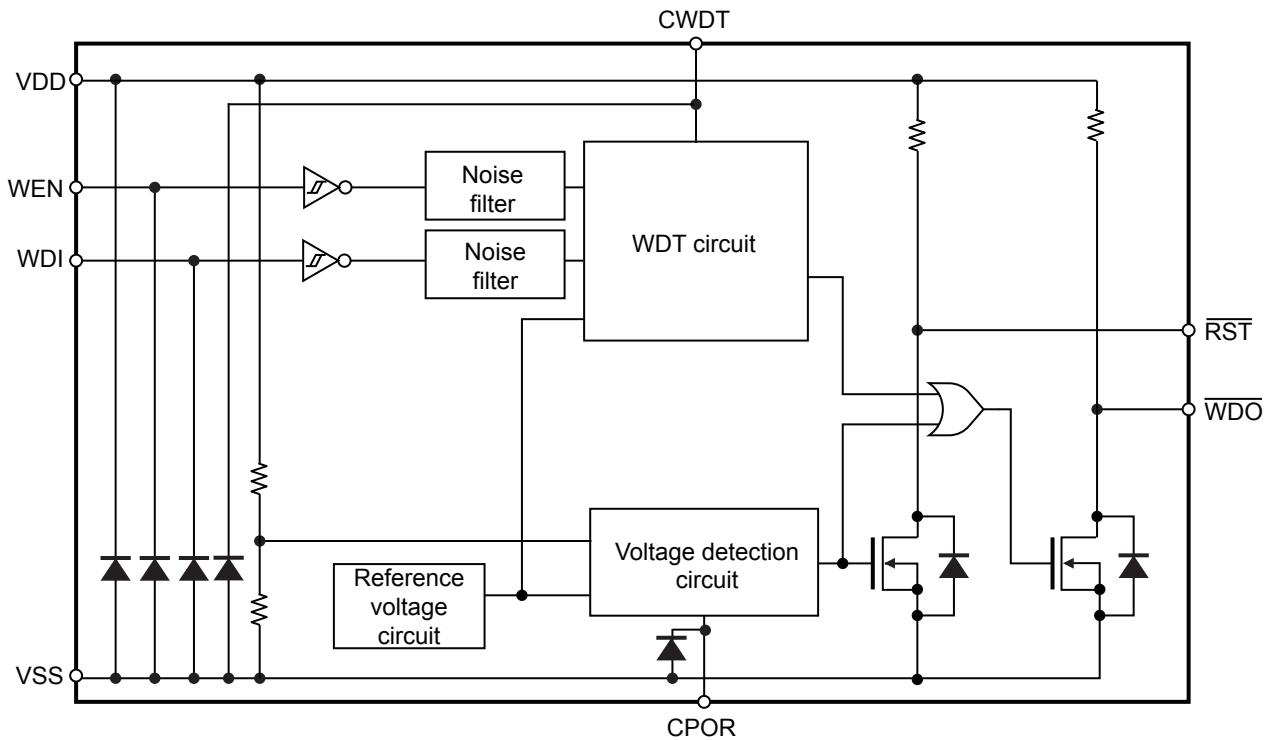 CWDT
VDD
WEN
Noise
filter
WDT circuit
WDI
Noise
filter
RST
WDO
Voltage detection
circuit
Reference
voltage
circuit
VSS
CPOR